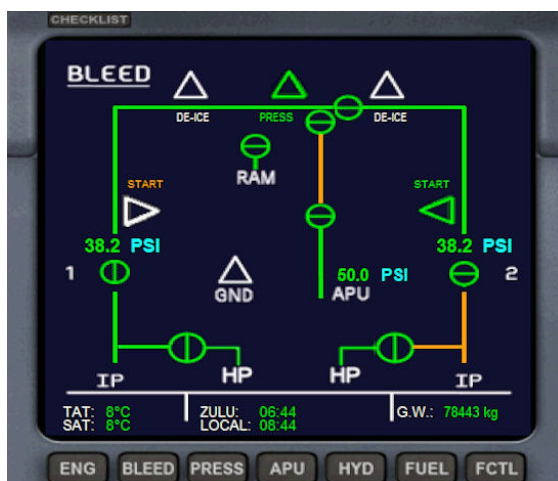 CHECKLIST
BLEED
DE-ICE PRESS DE-ICE
RAM
START START
38.2 PSI 38.2 PSI
1 GND 50.0 PSI 2
APU
IP HP HP IP
TAT: 8°C ZULU: 06:44 G.W.: 78443 kg
SAT: 8°C LOCAL: 08:44
ENG BLEED PRESS APU HYD FUEL FCTL